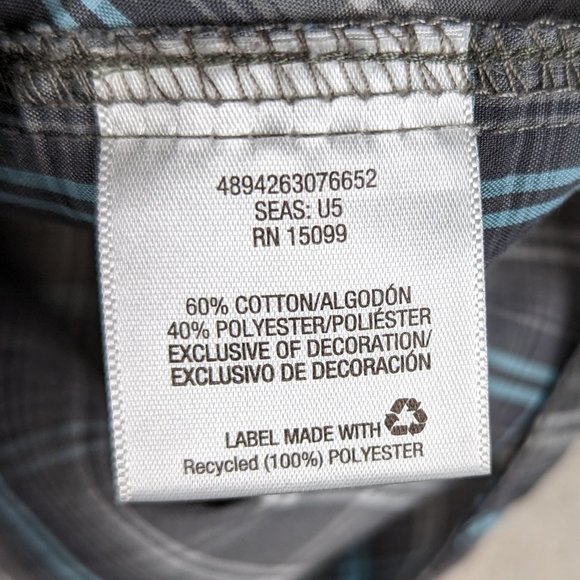 4894263076652
SEAS: U5
RN 15099
60% COTTON/ALGODÓN
40% POLYESTER/POLIÉSTER
EXCLUSIVE OF DECORATION/
EXCLUSIVO DE DECORACIÓN
LABEL MADE WITH
Recycled (100%) POLYESTER